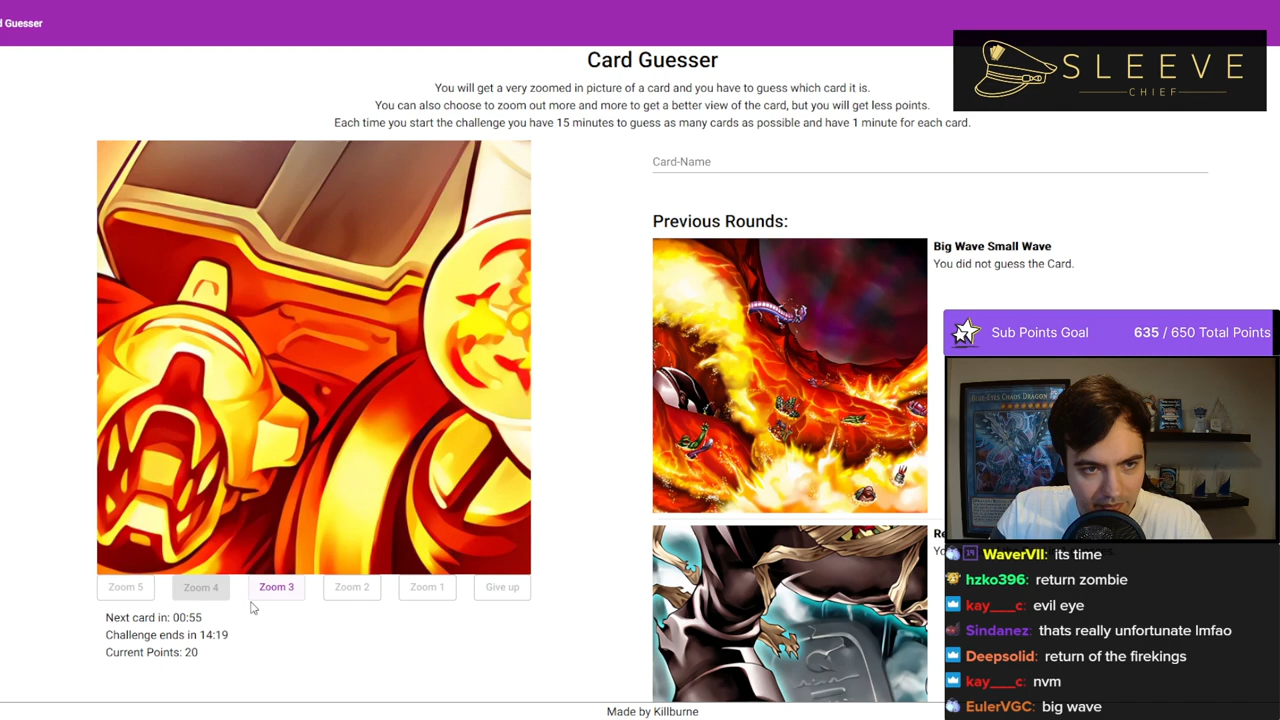 d Guesser
SLEEVE
CHIEF
Card Guesser
You will get a very zoomed in picture of a card and you have to guess which card it is.
You can also choose to zoom out more and more to get a better view of the card, but you will get less points.
Each time you start the challenge you have 15 minutes to guess as many cards as possible and have 1 minute for each card.
Card-Name
Previous Rounds:
Big Wave Small Wave
You did not guess the Card.
Sub Points Goal 635 / 650 Total Points
BLUE-EYES CHAOS DRAGON
Zoom 5 Zoom 4 Zoom 3 Zoom 2 Zoom 1 Give up
Next card in: 00:55
Challenge ends in 14:19
Current Points: 20
14 WaverVII: its time
hzko396: return zombie
kay___c: evil eye
Sindanez: thats really unfortunate lmfao
Deepsolid: return of the firekings
kay___c: nvm
EulerVGC: big wave
Made by Killburne